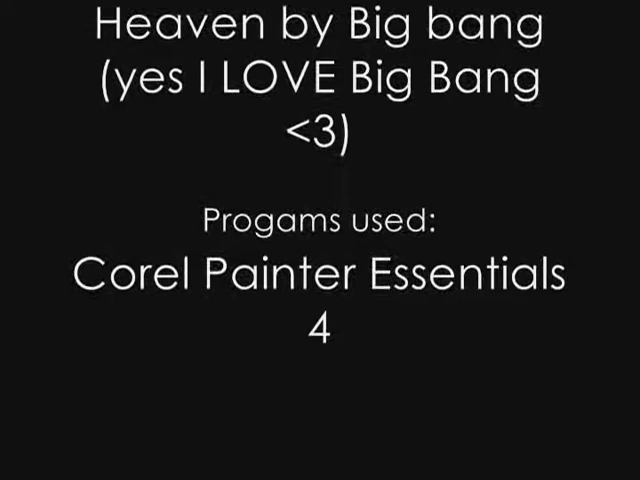 Heaven by Big bang
(yes I LOVE Big Bang
<3)
Progams used:
Corel Painter Essentials
4